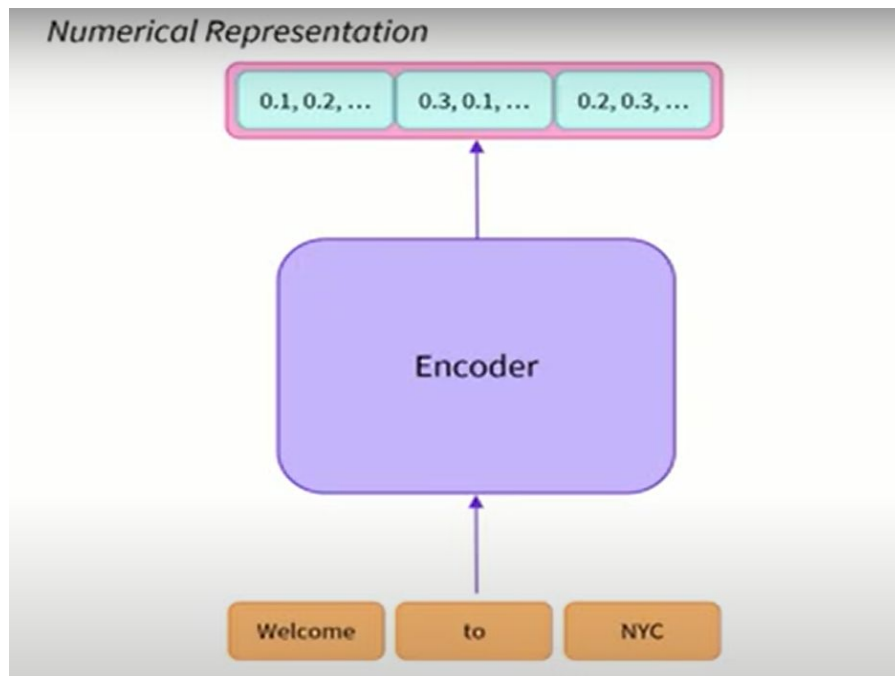 Numerical Representation
0.1, 0.2, ... 0.3, 0.1, ... 0.2, 0.3, ...
Encoder
Welcome to NYC